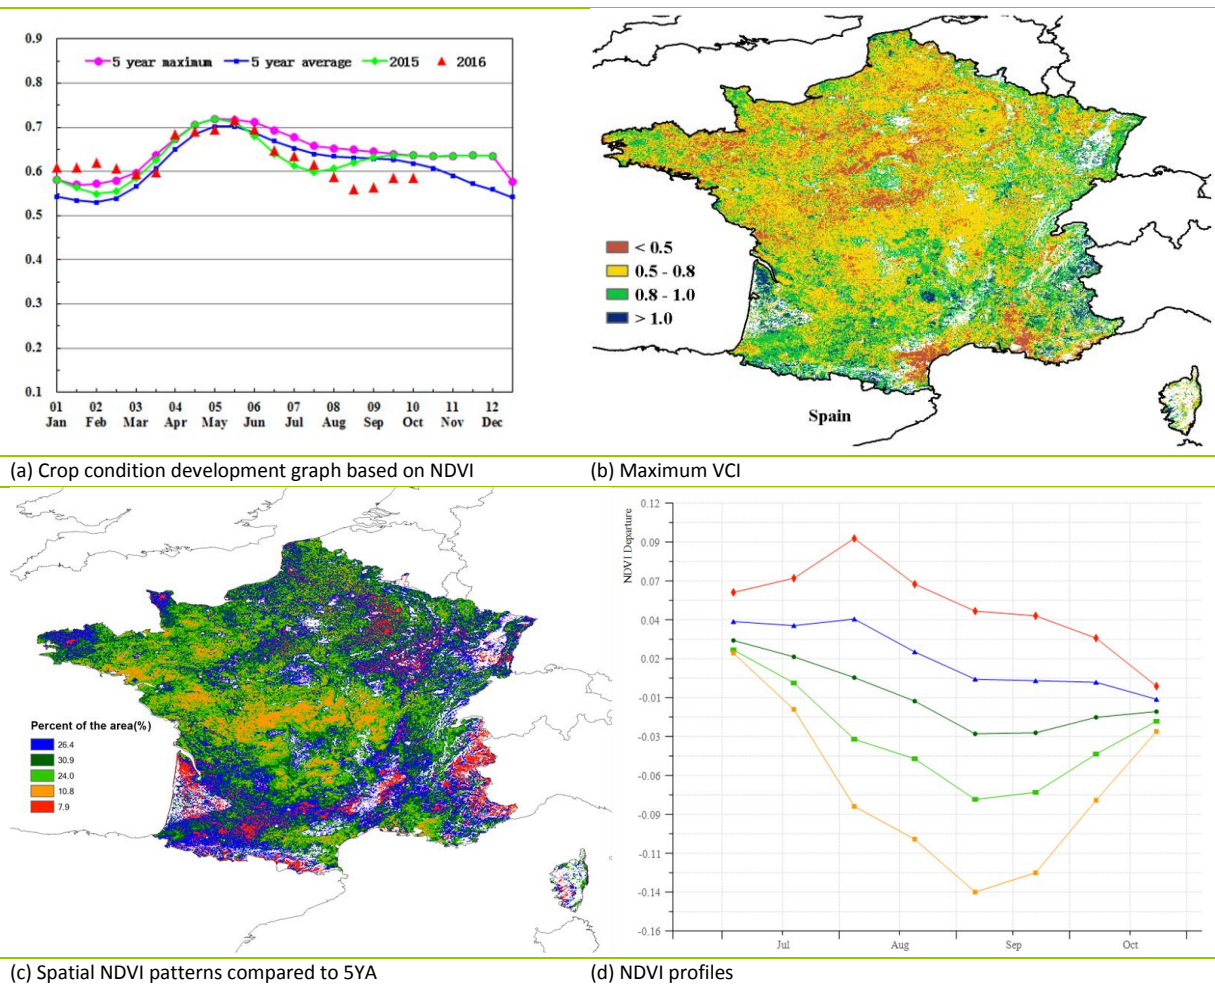 0.9
0.8
0.7
0.6
0.5
0.4
0.3
0.2
0.1
5 year maximum 5 year average 2015 2016
01 02 03 04 05 06 07 08 09 10 11 12
Jan Feb Mar Apr May Jun Jul Aug Sep Oct Nov Dec
< 0.5
0.5 - 0.8
0.8 - 1.0
> 1.0
Spain
(a) Crop condition development graph based on NDVI
(b) Maximum VCI
Percent of the area(%)
26.4
30.9
24.0
10.8
7.9
NDVI Departure
0.12
0.09
0.07
0.04
0.02
-0.01
-0.03
-0.06
-0.09
-0.11
-0.14
-0.16
Jul Aug Sep Oct
(c) Spatial NDVI patterns compared to 5YA
(d) NDVI profiles